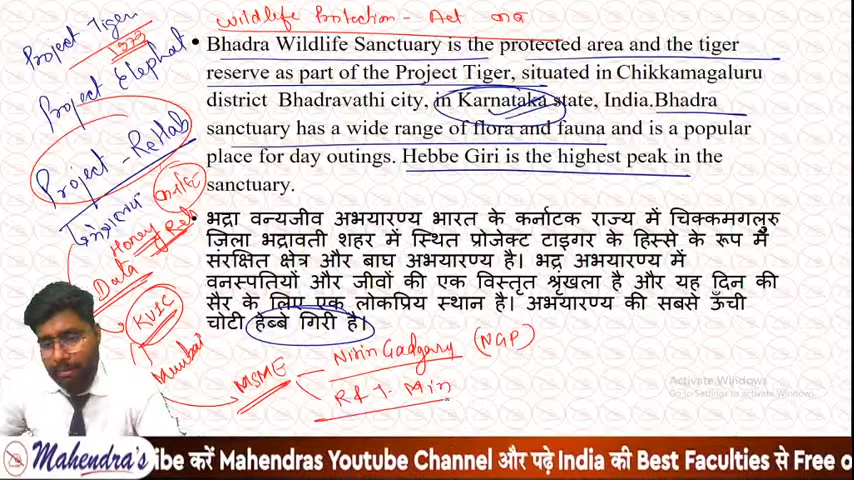 Wildlife Protection - Act कब
Project Tiger
1973
Project Elephant
Project - ReHab
कर्नाटक
Honey
Data
KVIC
Mumbai
MSME
Nitin Gadgarry (NGP)
R & T. Min
• Bhadra Wildlife Sanctuary is the protected area and the tiger
reserve as part of the Project Tiger, situated in Chikkamagaluru
district Bhadravathi city, in Karnataka state, India.Bhadra
sanctuary has a wide range of flora and fauna and is a popular
place for day outings. Hebbe Giri is the highest peak in the
sanctuary.
• भद्रा वन्यजीव अभयारण्य भारत के कर्नाटक राज्य में चिक्कमगलुरु
ज़िला भद्रावती शहर में स्थित प्रोजेक्ट टाइगर के हिस्से के रूप में
संरक्षित क्षेत्र और बाघ अभयारण्य है। भद्र अभयारण्य में
वनस्पतियों और जीवों की एक विस्तृत श्रृंखला है और यह दिन की
सैर के लिए एक लोकप्रिय स्थान है। अभयारण्य की सबसे ऊँची
चोटी हेब्बे गिरी है।
Activate Windows
Go to Settings to activate Windows.
Mahendra's
ibe करें Mahendras Youtube Channel और पढ़े India की Best Faculties से Free o